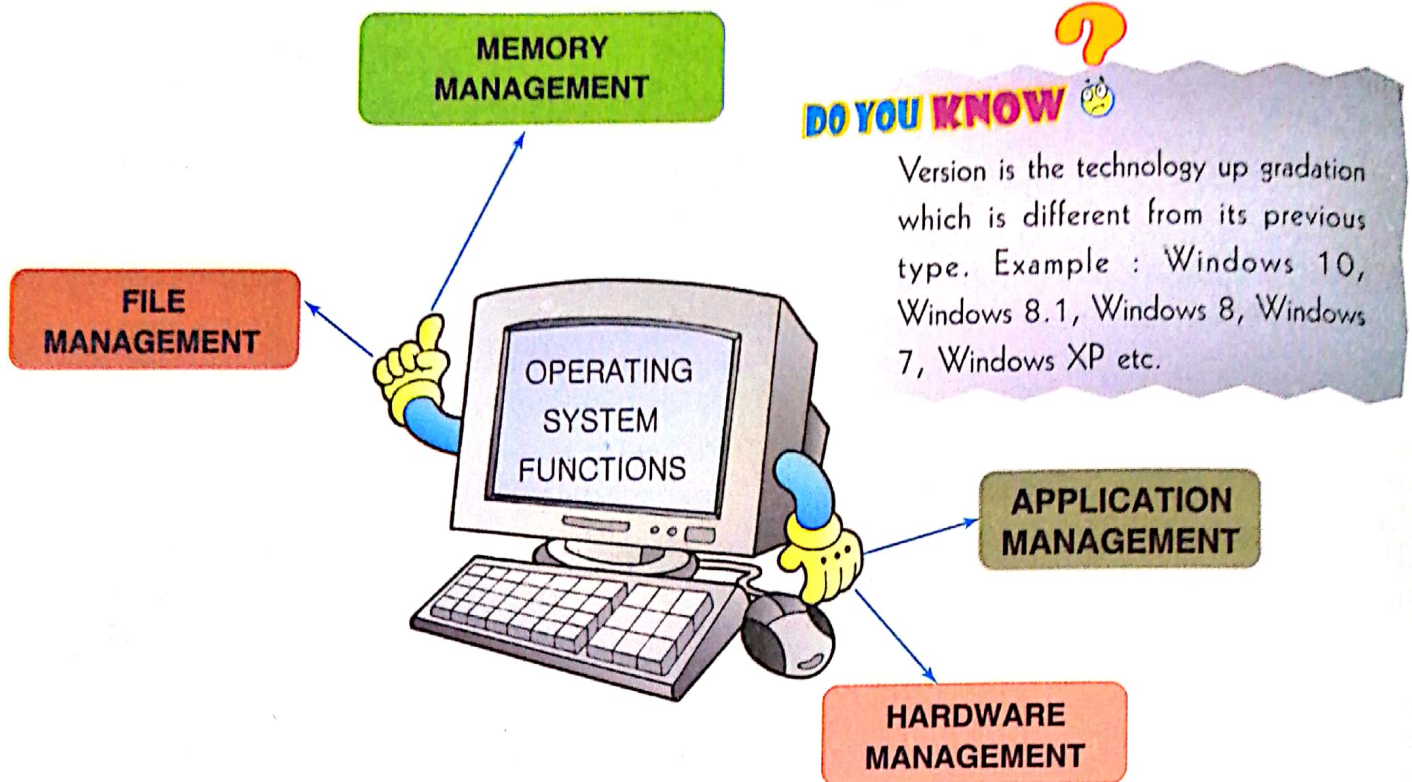 MEMORY
MANAGEMENT
DO YOU KNOW
Version is the technology up gradation
which is different from its previous
type. Example : Windows 10,
Windows 8.1, Windows 8, Windows
7, Windows XP etc.
FILE
MANAGEMENT
OPERATING
SYSTEM
FUNCTIONS
APPLICATION
MANAGEMENT
HARDWARE
MANAGEMENT